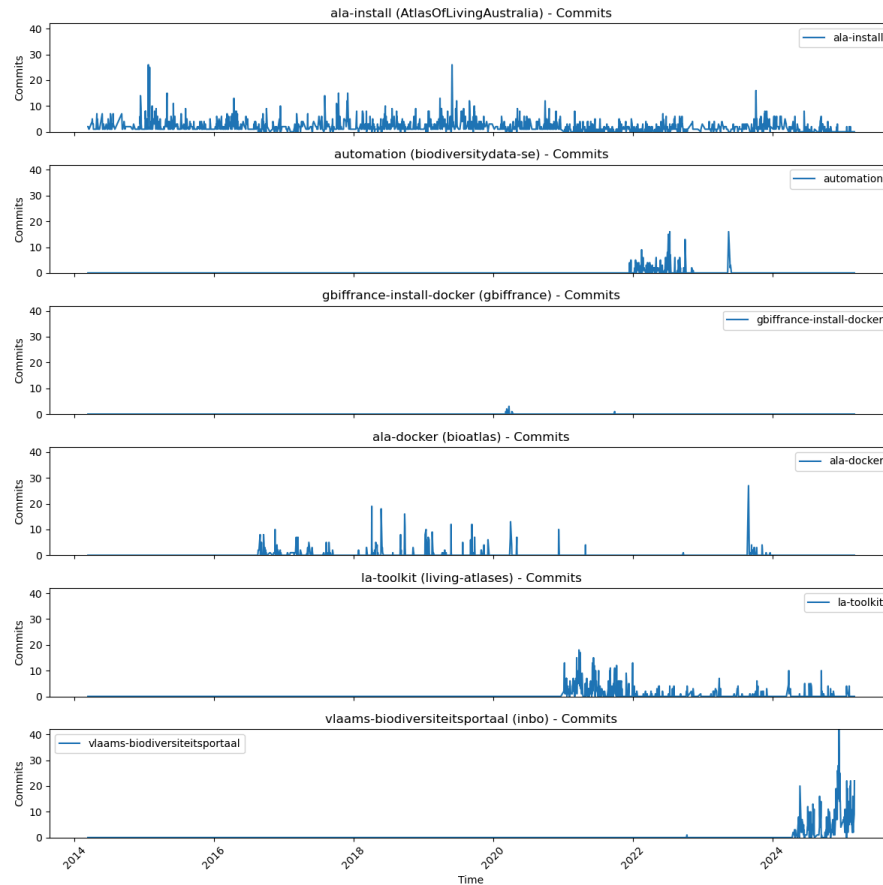 ala-install (AtlasOfLivingAustralia) - Commits
40
30
20
10
0
Commits
ala-install
automation (biodiversitydata-se) - Commits
40
30
20
10
0
Commits
automation
gbiffrance-install-docker (gbiffrance) - Commits
40
30
20
10
0
Commits
gbiffrance-install-docker
ala-docker (bioatlas) - Commits
40
30
20
10
0
Commits
ala-docker
la-toolkit (living-atlases) - Commits
40
30
20
10
0
Commits
la-toolkit
vlaams-biodiversiteitsportaal (inbo) - Commits
40
30
20
10
0
Commits
vlaams-biodiversiteitsportaal
2014 2016 2018 2020 2022 2024
Time